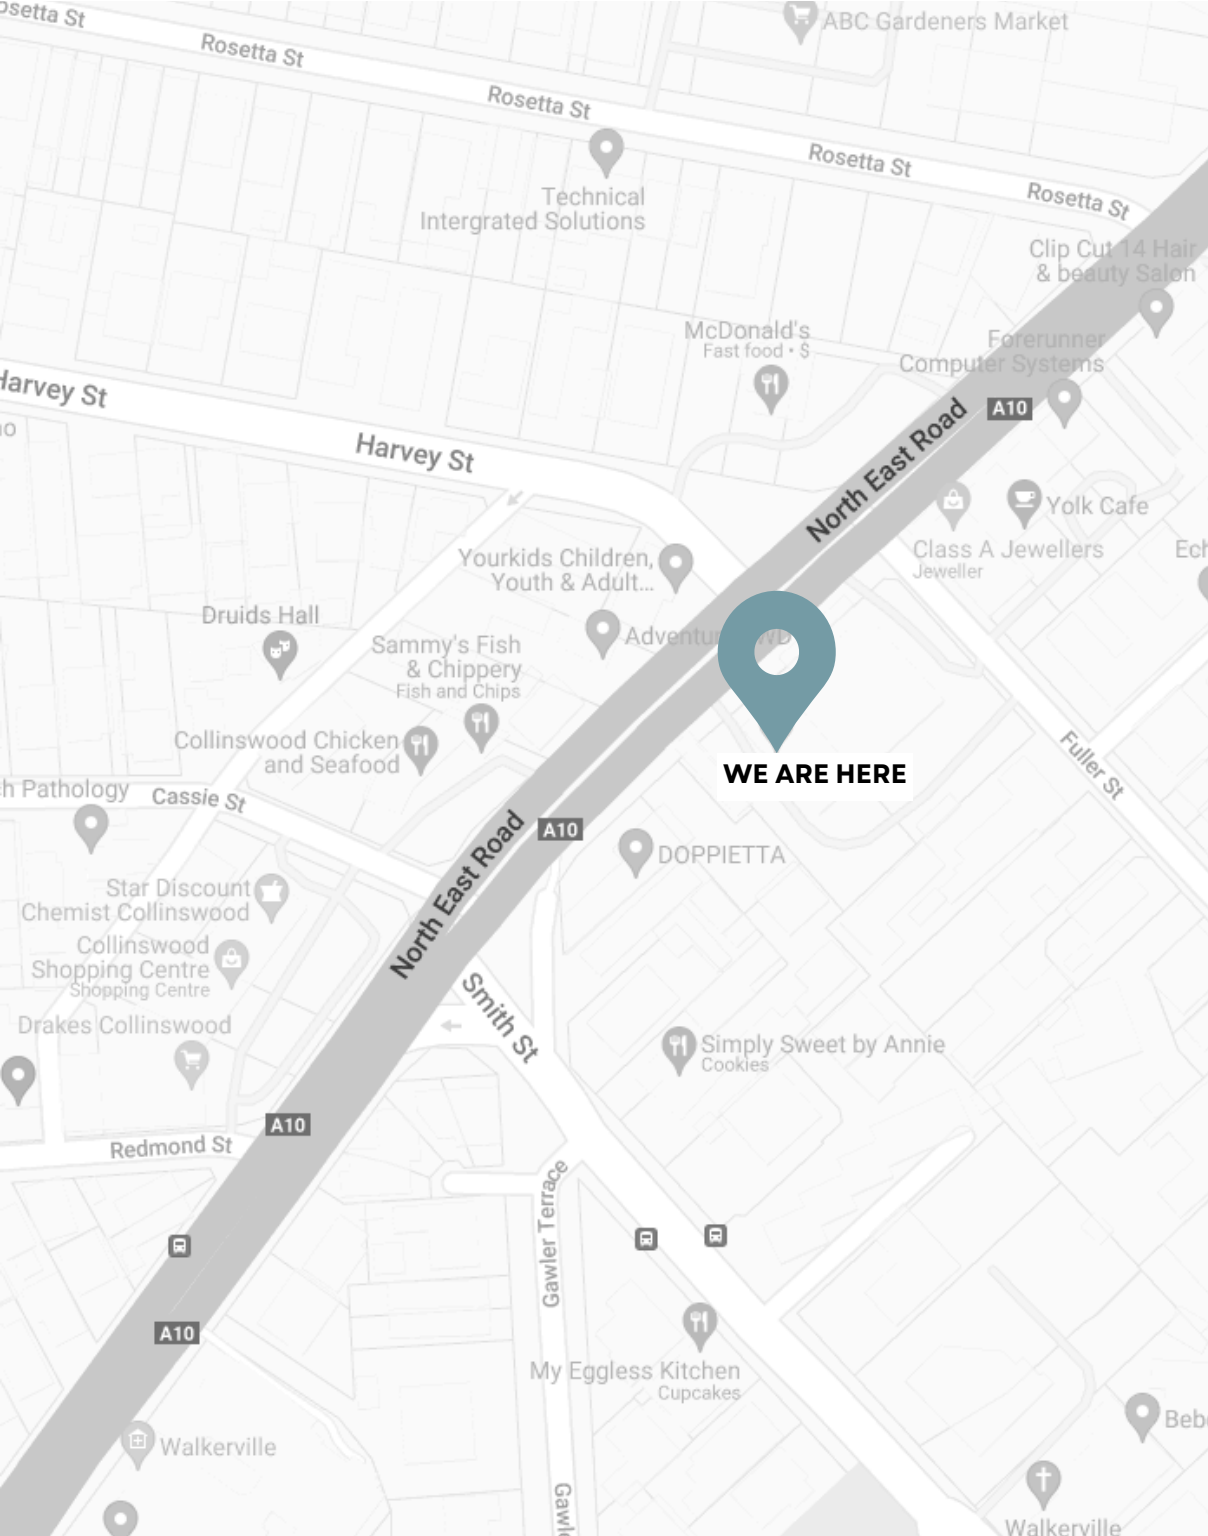 ABC Gardeners Market
Rosetta St
Rosetta St
Rosetta St
Rosetta St
Technical
Intergrated Solutions
Clip Cut 14 Hair
& beauty Salon
McDonald's
Fast food • $
Forerunner
Computer Systems
A10
Harvey St
Harvey St
North East Road
Yolk Cafe
Class A Jewellers
Jeweller
Yourkids Children,
Youth & Adult...
Druids Hall
Sammy's Fish
& Chippery
Fish and Chips
Collinswood Chicken
and Seafood
WE ARE HERE
Fuller St
Pathology
Cassie St
A10
North East Road
DOPPIETTA
Star Discount
Chemist Collinswood
Collinswood
Shopping Centre
Shopping Centre
Drakes Collinswood
Smith St
Simply Sweet by Annie
Cookies
A10
Redmond St
Gawler Terrace
A10
My Eggless Kitchen
Cupcakes
Walkerville
Walkerville